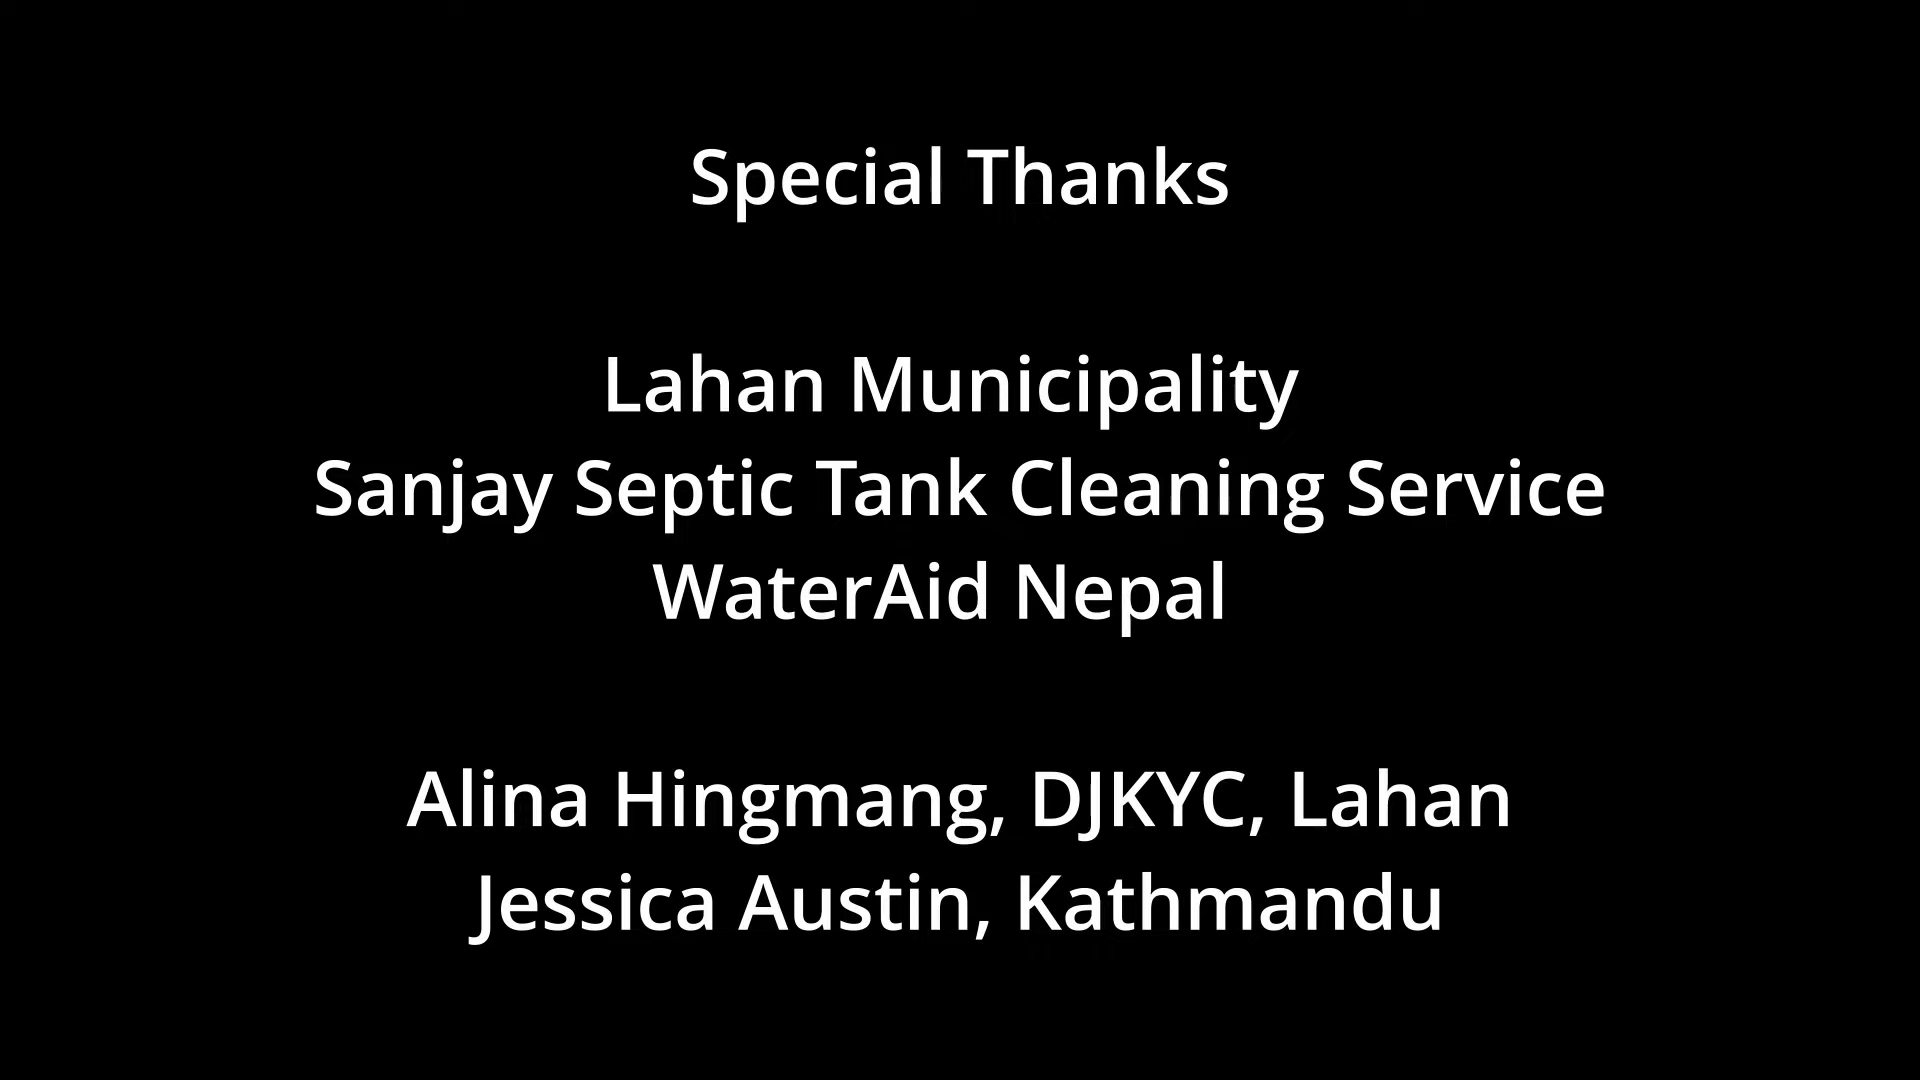 Special Thanks
Lahan Municipality
Sanjay Septic Tank Cleaning Service
WaterAid Nepal
Alina Hingmang, DJKYC, Lahan
Jessica Austin, Kathmandu